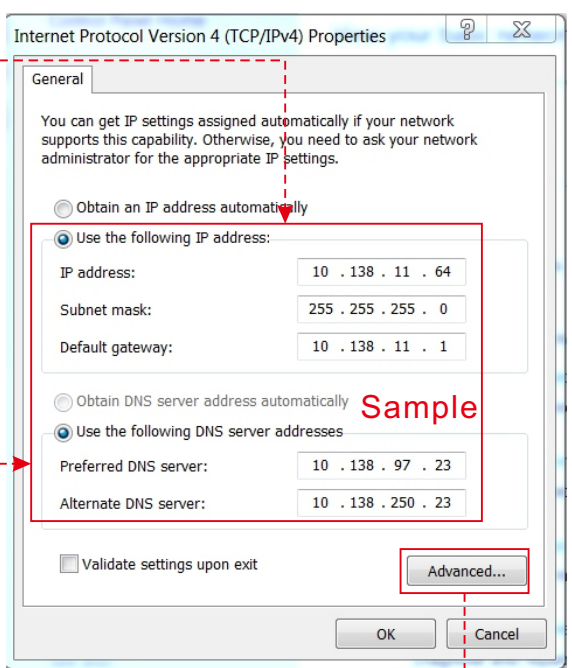 Internet Protocol Version 4 (TCP/IPv4) Properties
General
You can get IP settings assigned automatically if your network
supports this capability. Otherwise, you need to ask your network
administrator for the appropriate IP settings.
Obtain an IP address automatically
Use the following IP address:
IP address: 10 . 138 . 11 . 64
Subnet mask: 255 . 255 . 255 . 0
Default gateway: 10 . 138 . 11 . 1
Obtain DNS server address automatically
Sample
Use the following DNS server addresses
Preferred DNS server: 10 . 138 . 97 . 23
Alternate DNS server: 10 . 138 . 250 . 23
Validate settings upon exit
Advanced...
OK Cancel